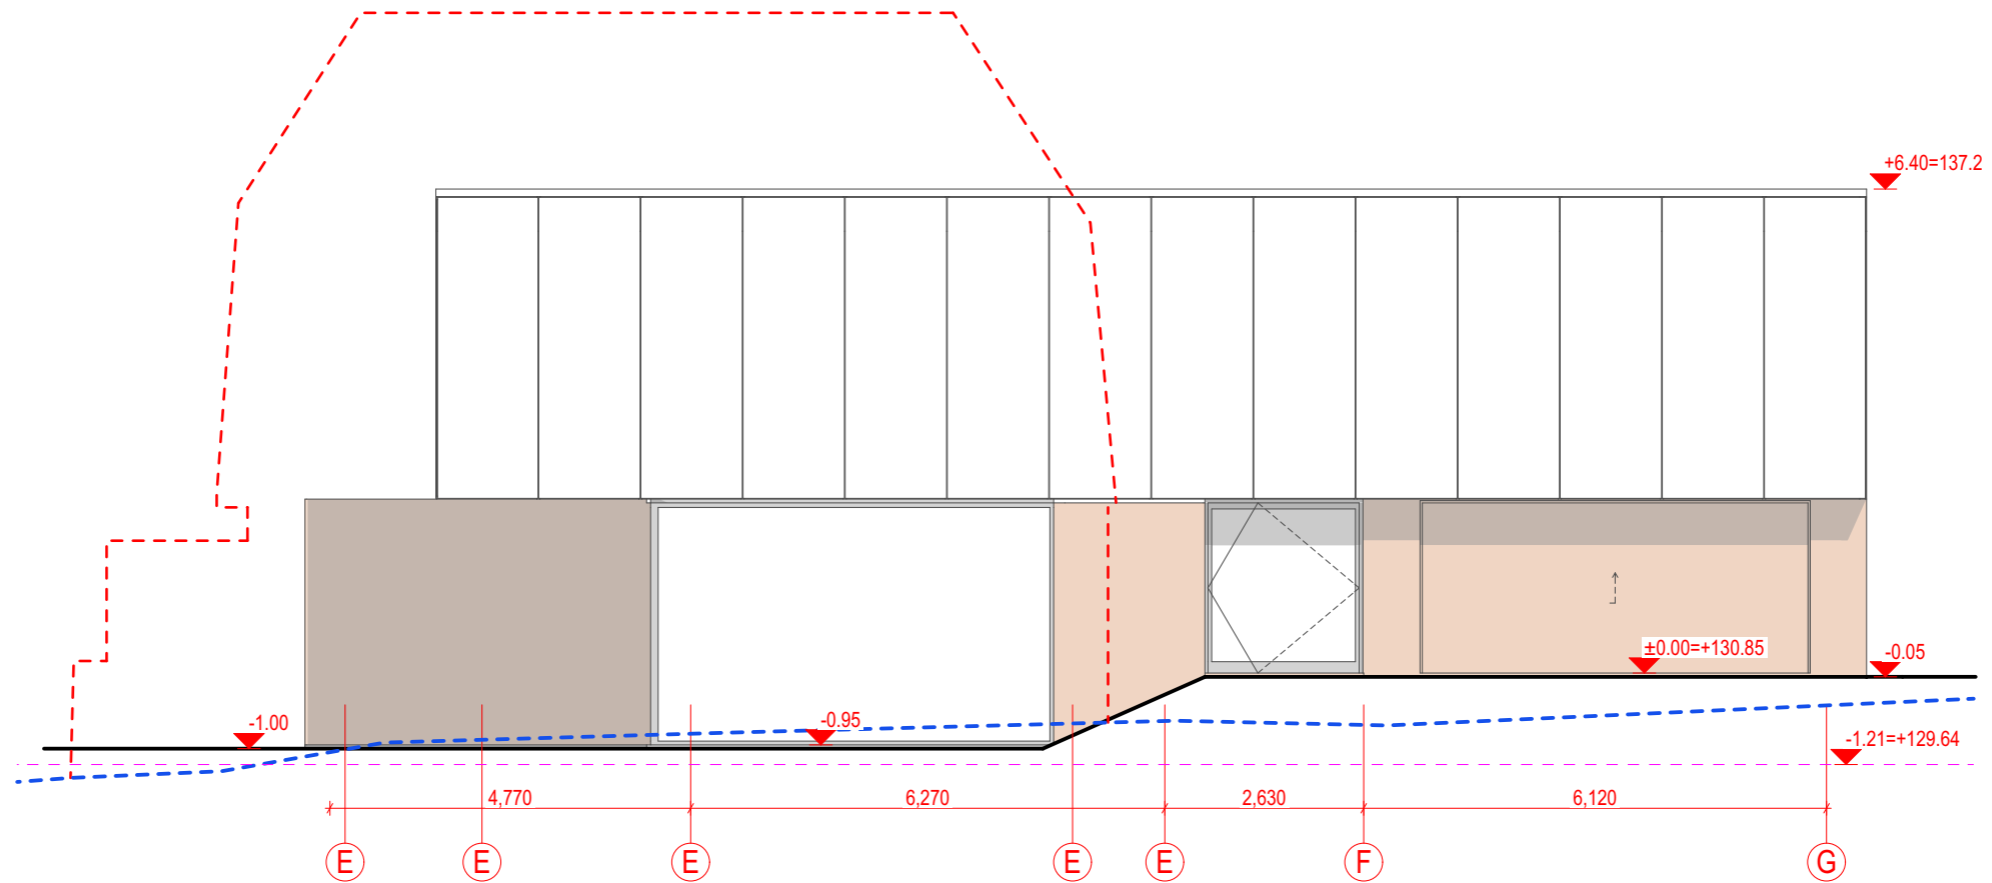 +6.40=137.2
±0.00=+130.85
-0.05
-1.00
-0.95
-1.21=+129.64
4,770
6,270
2,630
6,120
E
E
E
E
E
F
G